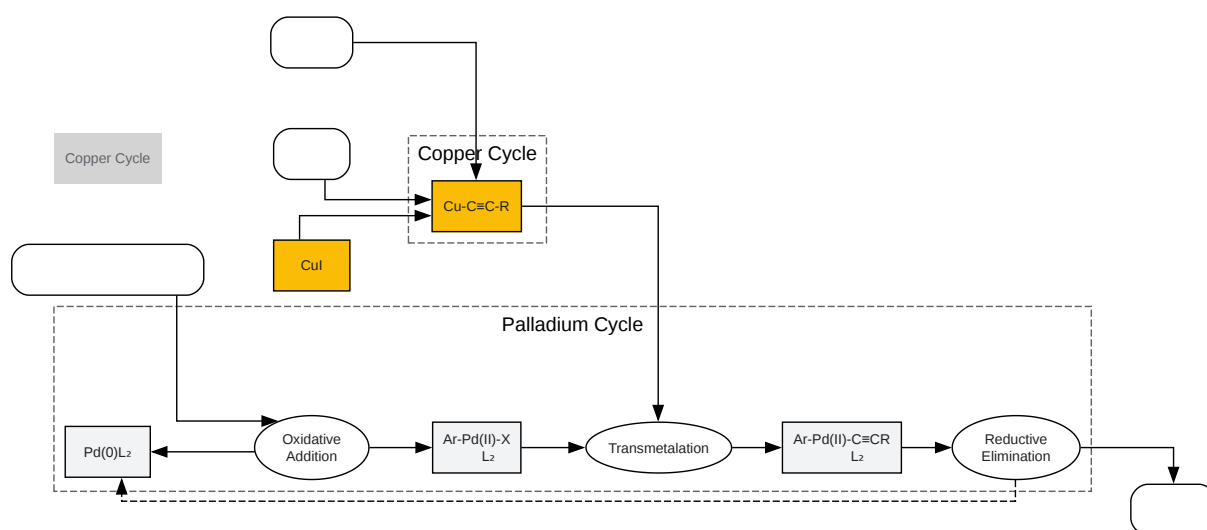 Copper Cycle
Copper Cycle
Cu-C≡C-R
CuI
Palladium Cycle
Pd(0)L₂
Oxidative
Addition
Ar-Pd(II)-X
L₂
Transmetalation
Ar-Pd(II)-C≡CR
L₂
Reductive
Elimination